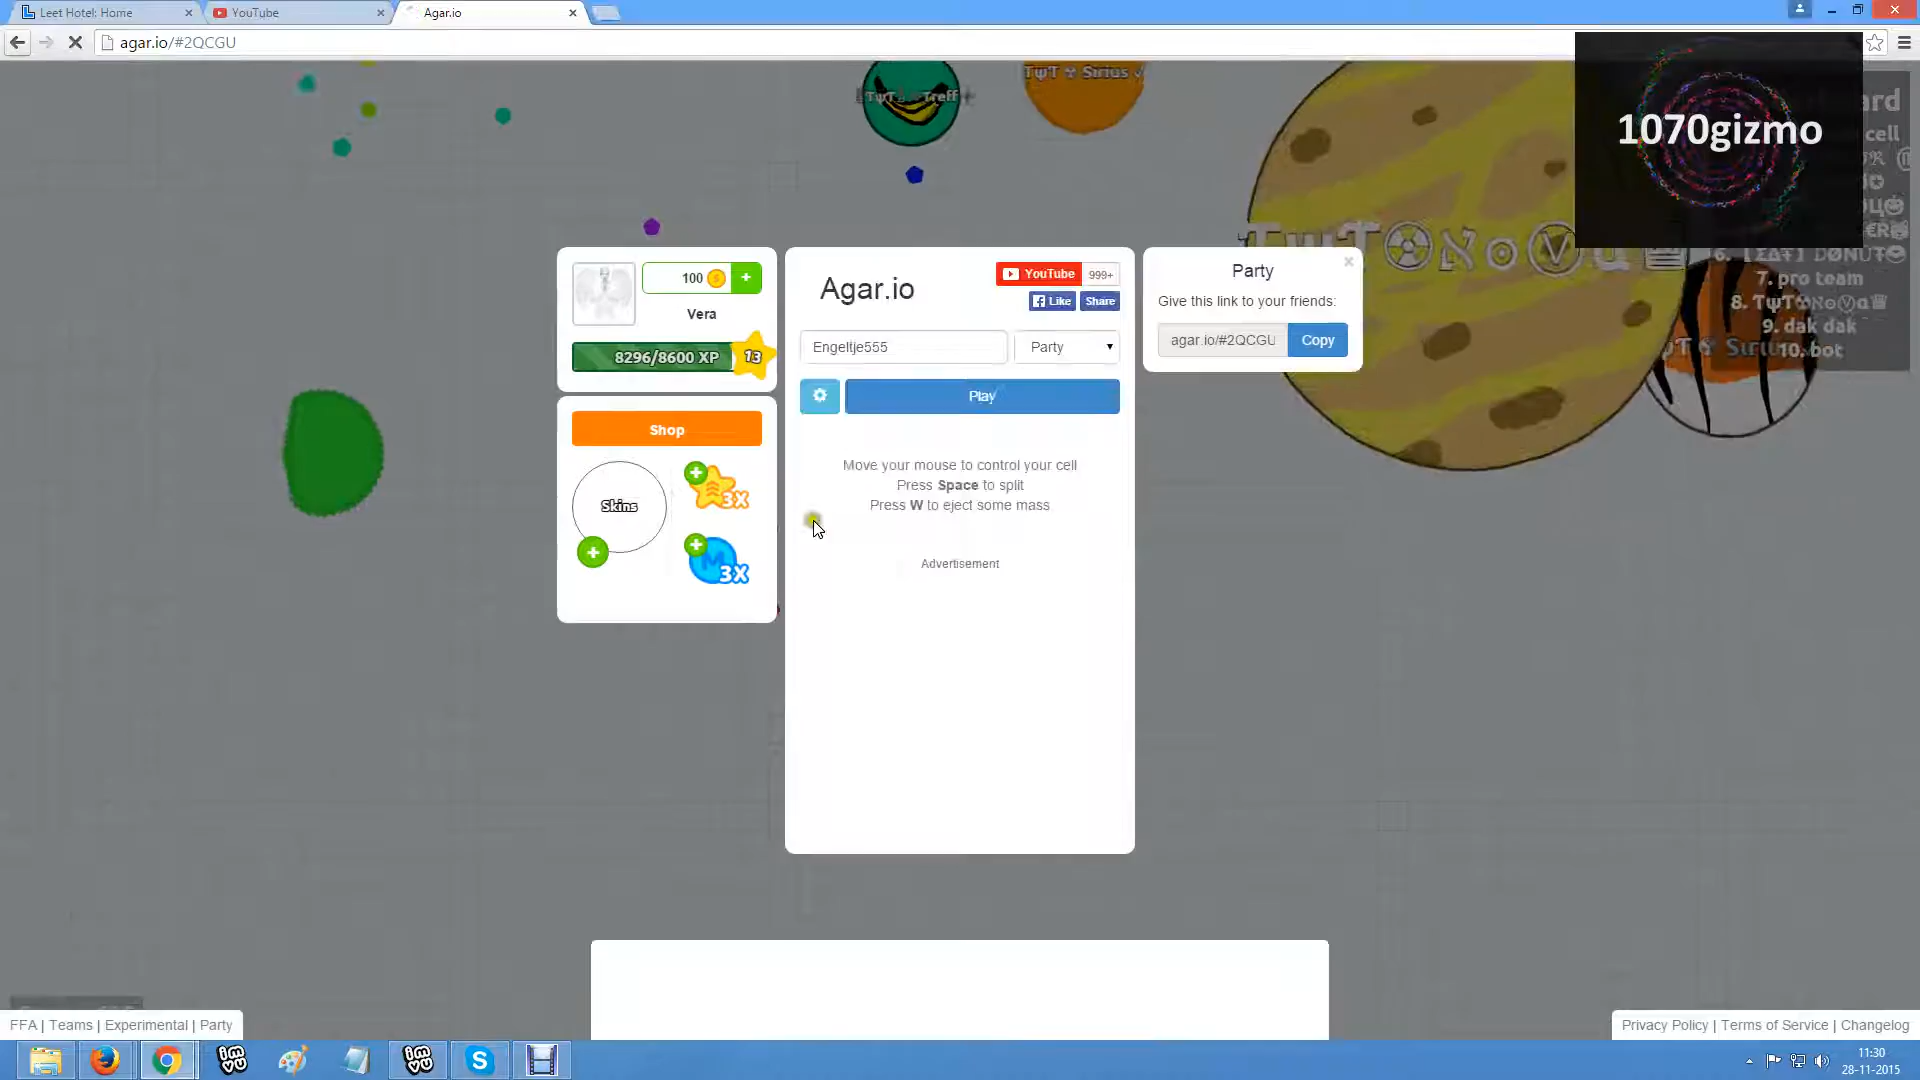 Leet Hotel: Home
YouTube
Agar.io
agar.io/#2QCGU
1070gizmo
TψT
Treff
TψT ☢ Sirius
ard
cell
100
Vera
8296/8600 XP
13
Shop
Skins
3X
M
3X
Agar.io
YouTube 999+
Like Share
Engeltje555
Party
Play
Move your mouse to control your cell
Press Space to split
Press W to eject some mass
Advertisement
Party
Give this link to your friends:
agar.io/#2QCGU Copy
7. pro team
8. TψT☢
9. dak dak
10. bot
FFA | Teams | Experimental | Party
Privacy Policy | Terms of Service | Changelog
11:30
28-11-2015